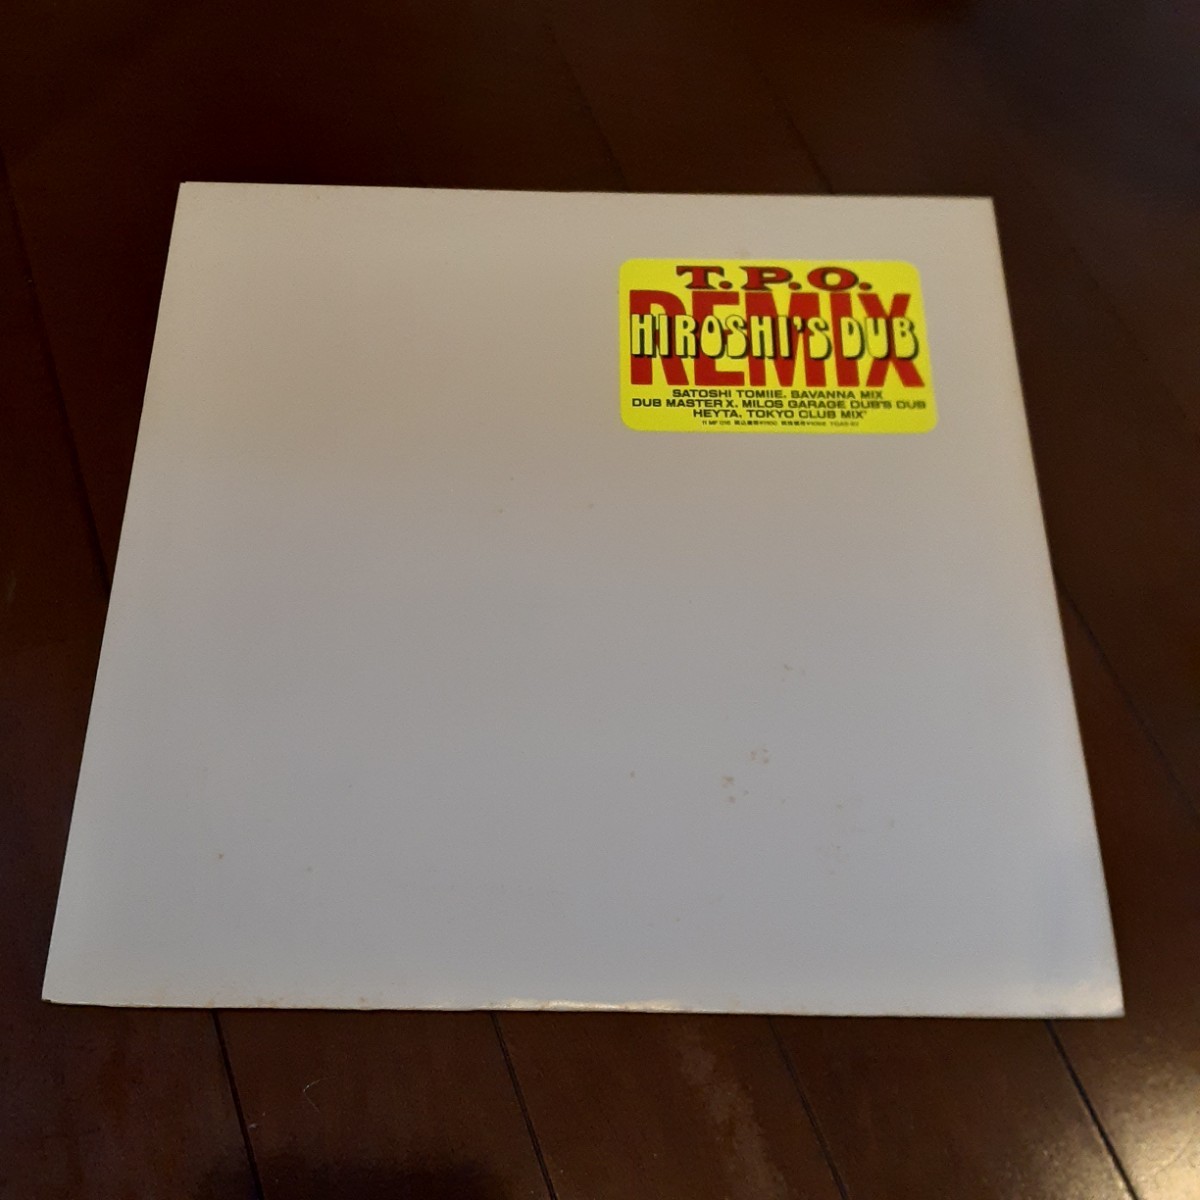 T.P.O.
REMIX
HIROSHI'S DUB
SATOSHI TOMIIE, SAVANNA MIX
DUB MASTER X, MILOS GARAGE DUB'S DUB
HEYTA, TOKYO CLUB MIX'